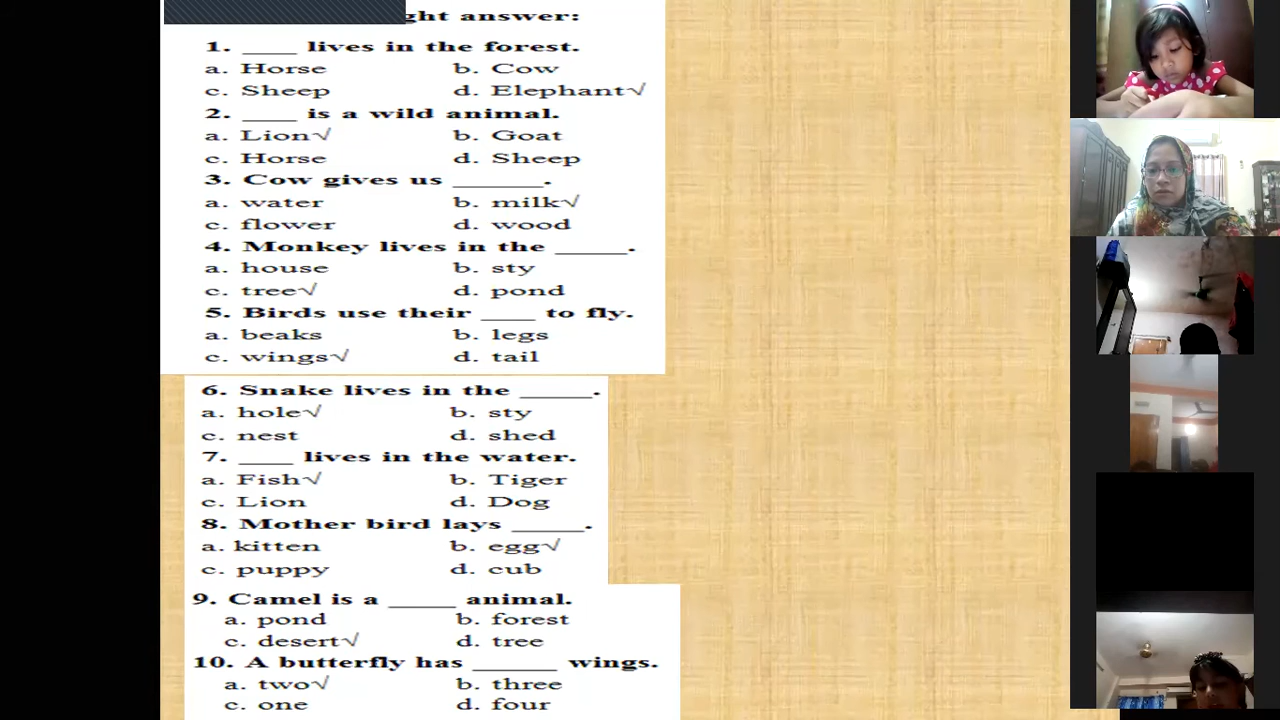 ght answer:
1. ____ lives in the forest.
a. Horse b. Cow
c. Sheep d. Elephant√
2. ____ is a wild animal.
a. Lion√ b. Goat
c. Horse d. Sheep
3. Cow gives us ______.
a. water b. milk√
c. flower d. wood
4. Monkey lives in the _____.
a. house b. sty
c. tree√ d. pond
5. Birds use their ____ to fly.
a. beaks b. legs
c. wings√ d. tail
6. Snake lives in the _____.
a. hole√ b. sty
c. nest d. shed
7. ____ lives in the water.
a. Fish√ b. Tiger
c. Lion d. Dog
8. Mother bird lays _____.
a. kitten b. egg√
c. puppy d. cub
9. Camel is a _____ animal.
a. pond b. forest
c. desert√ d. tree
10. A butterfly has ______ wings.
a. two√ b. three
c. one d. four